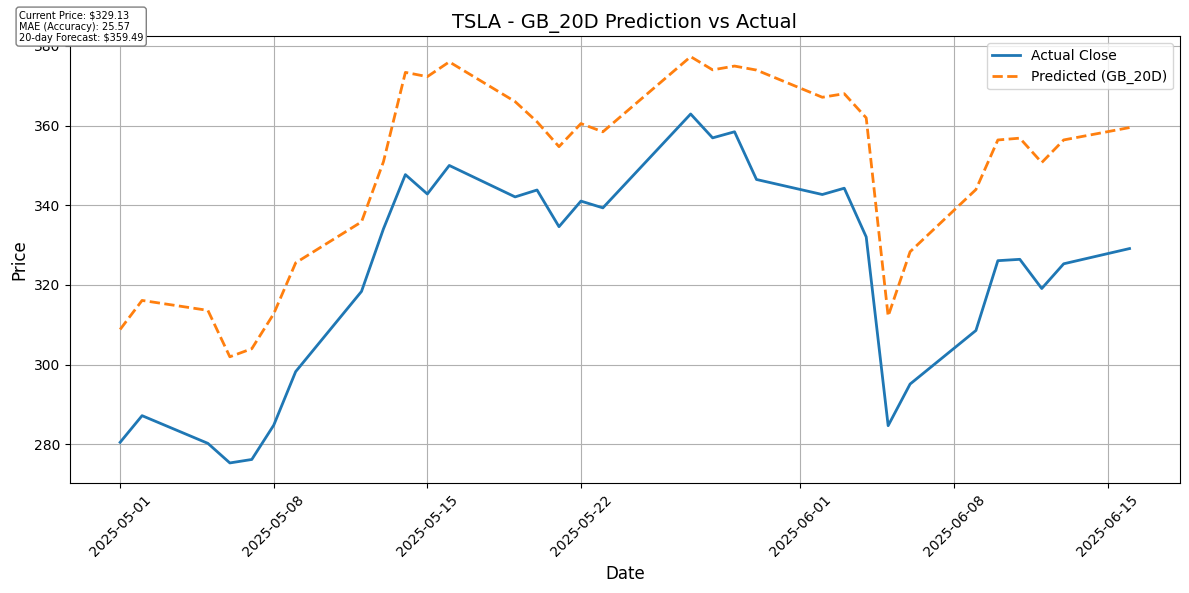 TSLA - GB_20D Prediction vs Actual
Current Price: $329.13
MAE (Accuracy): 25.57
20-day Forecast: $359.49
Actual Close
Predicted (GB_20D)
Price
380
360
340
320
300
280
2025-05-01
2025-05-08
2025-05-15
2025-05-22
2025-06-01
2025-06-08
2025-06-15
Date